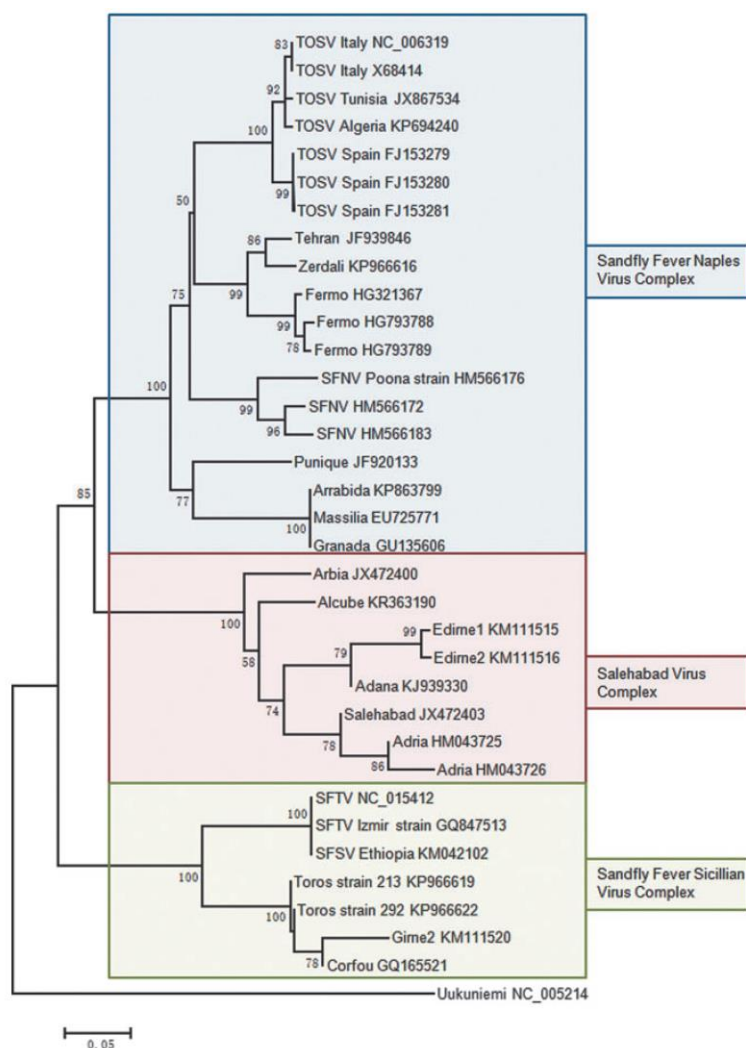 83
TOSV Italy NC_006319
TOSV Italy X68414
92
TOSV Tunisia JX867534
TOSV Algeria KP694240
100
TOSV Spain FJ153279
TOSV Spain FJ153280
99
TOSV Spain FJ153281
50
86
Tehran JF939846
Zerdali KP966616
99
Fermo HG321367
99
Fermo HG793788
78
Fermo HG793789
75
SFNV Poona strain HM566176
99
SFNV HM566172
96
SFNV HM566183
100
Punique JF920133
77
Arrabida KP863799
Massilia EU725771
100
Granada GU135606
Sandfly Fever Naples
Virus Complex
85
Arbia JX472400
100
Alcube KR363190
58
99
Edirne1 KM111515
Edirne2 KM111516
79
Adana KJ939330
74
Salehabad JX472403
78
Adria HM043725
86
Adria HM043726
Salehabad Virus
Complex
SFTV NC_015412
100
SFTV Izmir strain GQ847513
SFSV Ethiopia KM042102
100
Toros strain 213 KP966619
100
Toros strain 292 KP966622
Girne2 KM111520
78
Corfou GQ165521
Sandfly Fever Sicillian
Virus Complex
Uukuniemi NC_005214
0.05